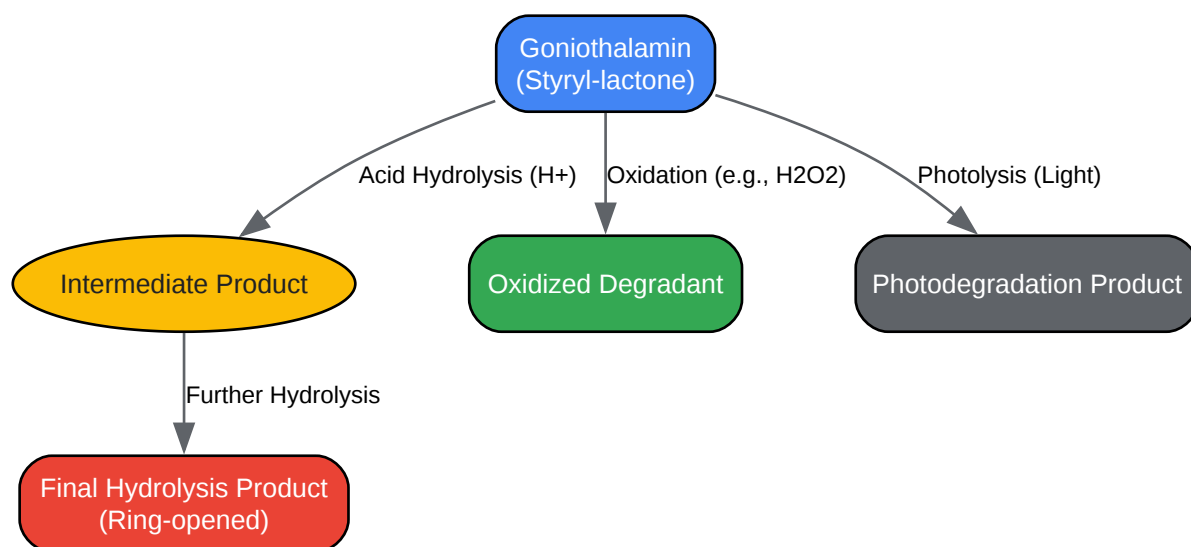 Goniothalamin
(Styryl-lactone)
Acid Hydrolysis (H+)
Oxidation (e.g., H2O2)
Photolysis (Light)
Intermediate Product
Oxidized Degradant
Photodegradation Product
Further Hydrolysis
Final Hydrolysis Product
(Ring-opened)